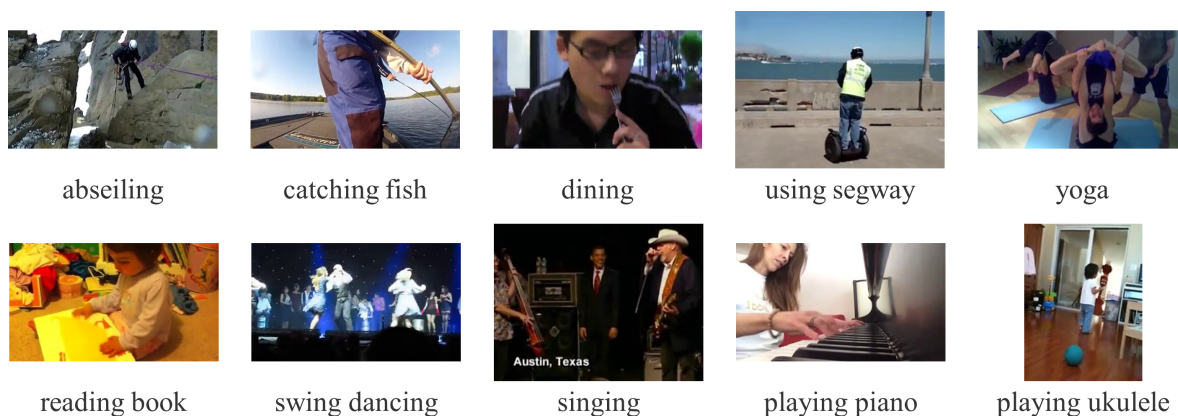 abseiling
catching fish
dining
using segway
yoga
Austin, Texas
reading book
swing dancing
singing
playing piano
playing ukulele